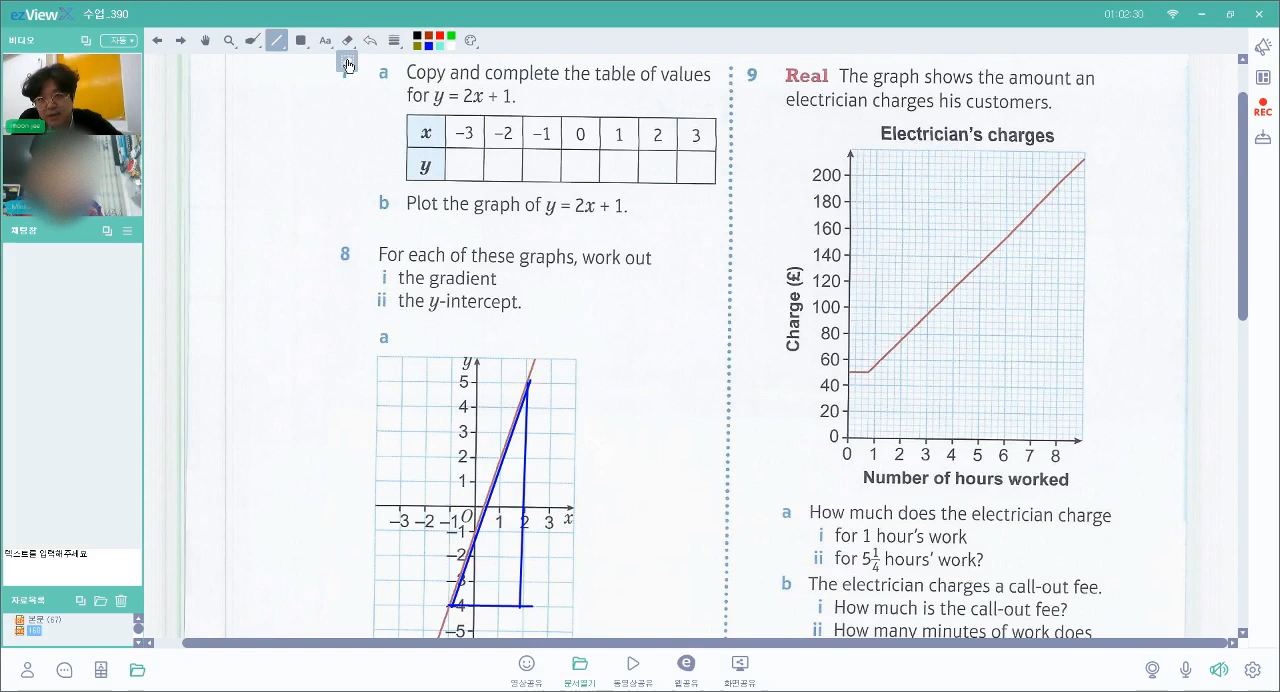 ezViewX 수업_390
01:02:30
비디오
자동
Aa
REC
채팅창
텍스트를 입력해주세요
자료목록
본문 (67)
160
a Copy and complete the table of values
for y = 2x + 1.
x −3 −2 −1 0 1 2 3
y
b Plot the graph of y = 2x + 1.
8 For each of these graphs, work out
i the gradient
ii the y-intercept.
a
y
5
4
3
2
1
−3 −2 −1 O 1 2 3 x
−1
−2
−3
−4
−5
9 Real The graph shows the amount an
electrician charges his customers.
Electrician's charges
200
180
160
140
120
100
80
60
40
20
0
Charge (£)
0 1 2 3 4 5 6 7 8
Number of hours worked
a How much does the electrician charge
i for 1 hour's work
ii for 5¼ hours' work?
b The electrician charges a call-out fee.
i How much is the call-out fee?
ii How many minutes of work does
영상공유 문서열기 동영상공유 웹공유 화면공유